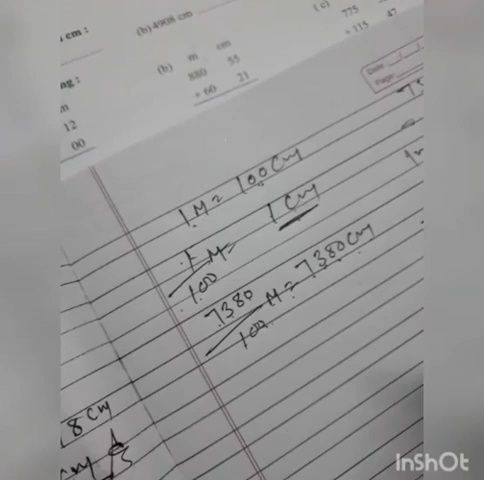 cm :
(b) 4908 cm
(c)
775
+ 115 47
ng :
(b) m cm
880 55
+ 60 21
12
00
Date
Page
1 M = 100 Cm
1/100 M = 1 Cm
7380/100 M = 7380 Cm
8 Cm
InShOt